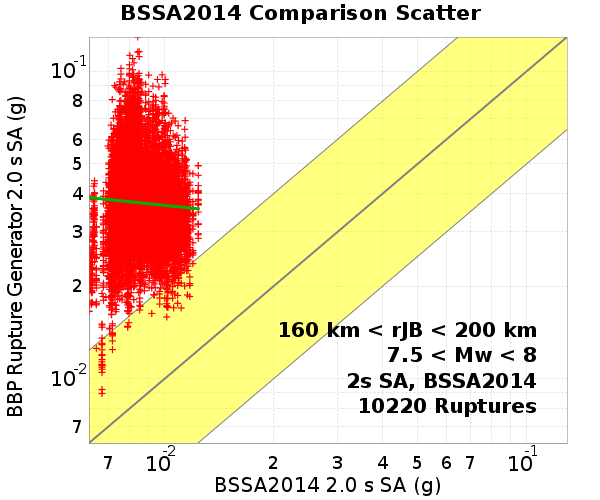 BSSA2014 Comparison Scatter
BBP Rupture Generator 2.0 s SA (g)
10-1
8
6
5
4
3
2
10-2
7
160 km < rJB < 200 km
7.5 < Mw < 8
2s SA, BSSA2014
10220 Ruptures
7 10-2 2 3 4 5 6 7 8 10-1
BSSA2014 2.0 s SA (g)